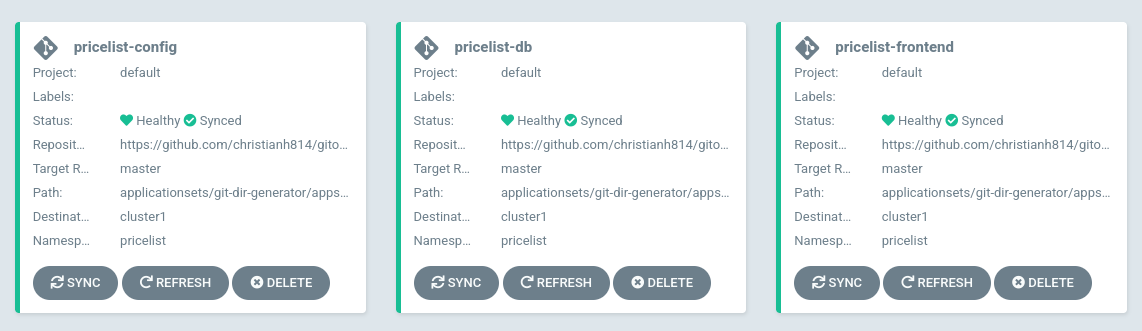 pricelist-config
Project: default
Labels:
Status: Healthy Synced
Reposit... https://github.com/christianh814/gito...
Target R... master
Path: applicationsets/git-dir-generator/apps...
Destinat... cluster1
Namesp... pricelist
SYNC REFRESH DELETE
pricelist-db
Project: default
Labels:
Status: Healthy Synced
Reposit... https://github.com/christianh814/gito...
Target R... master
Path: applicationsets/git-dir-generator/apps...
Destinat... cluster1
Namesp... pricelist
SYNC REFRESH DELETE
pricelist-frontend
Project: default
Labels:
Status: Healthy Synced
Reposit... https://github.com/christianh814/gito...
Target R... master
Path: applicationsets/git-dir-generator/apps...
Destinat... cluster1
Namesp... pricelist
SYNC REFRESH DELETE